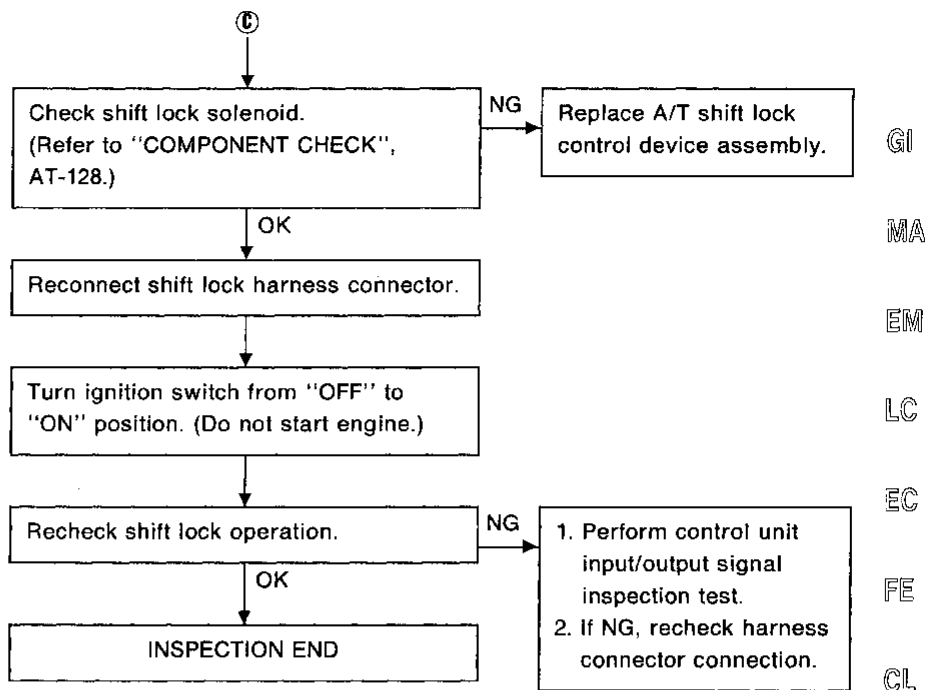 C
Check shift lock solenoid.
(Refer to "COMPONENT CHECK",
AT-128.)
NG
Replace A/T shift lock
control device assembly.
OK
Reconnect shift lock harness connector.
Turn ignition switch from "OFF" to
"ON" position. (Do not start engine.)
Recheck shift lock operation.
NG
1. Perform control unit
input/output signal
inspection test.
2. If NG, recheck harness
connector connection.
OK
INSPECTION END
GI
MA
EM
LC
EC
FE
CL